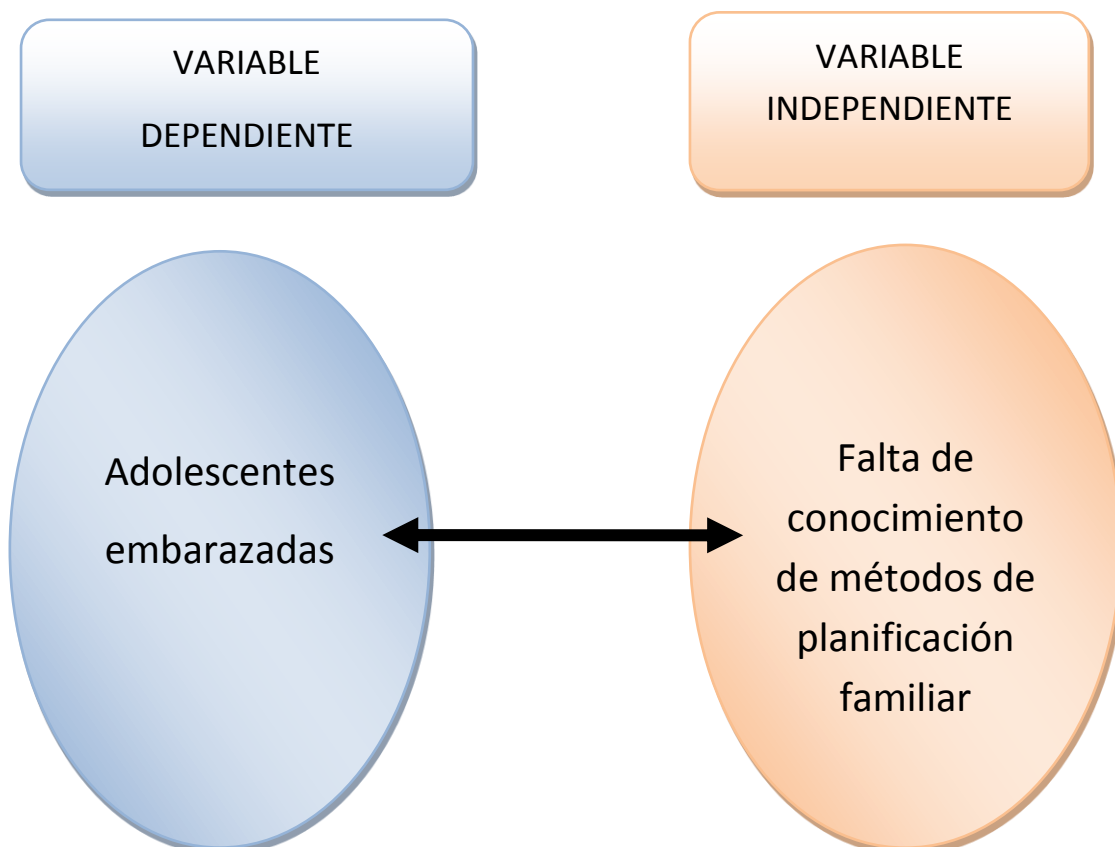 VARIABLE
DEPENDIENTE
VARIABLE
INDEPENDIENTE
Adolescentes
embarazadas
Falta de
conocimiento
de métodos de
planificación
familiar